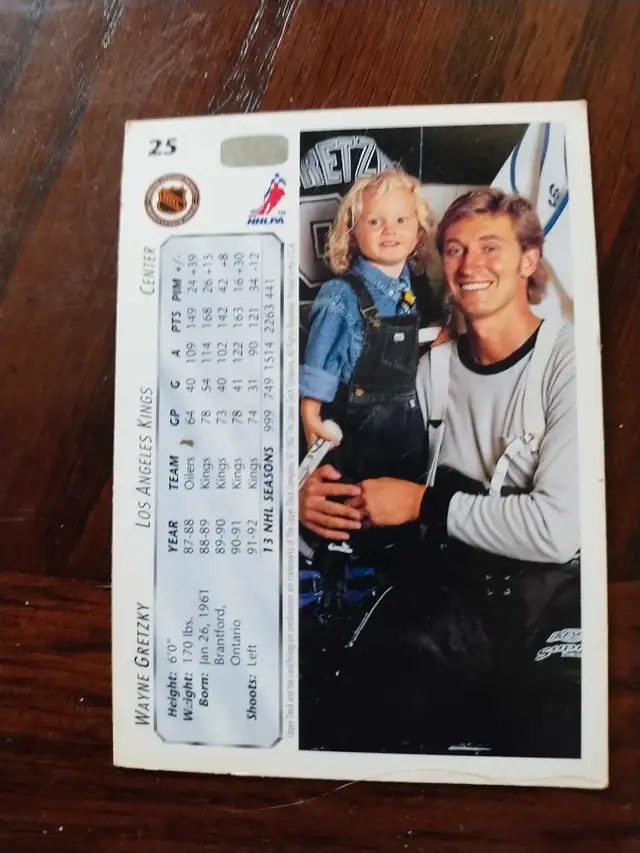 25
NHL
NHLPA
WAYNE GRETZKY LOS ANGELES KINGS CENTER
Height: 6'0"
Weight: 170 lbs.
Born: Jan 26, 1961
Brantford,
Ontario
Shoots: Left
YEAR TEAM GP G A PTS PIM +/-
87-88 Oilers 64 40 109 149 24 +39
88-89 Kings 78 54 114 168 26 +15
89-90 Kings 73 40 102 142 42 +8
90-91 Kings 78 41 122 163 16 +30
91-92 Kings 74 31 90 121 34 -12
13 NHL SEASONS 999 749 1514 2263 441
RETZ